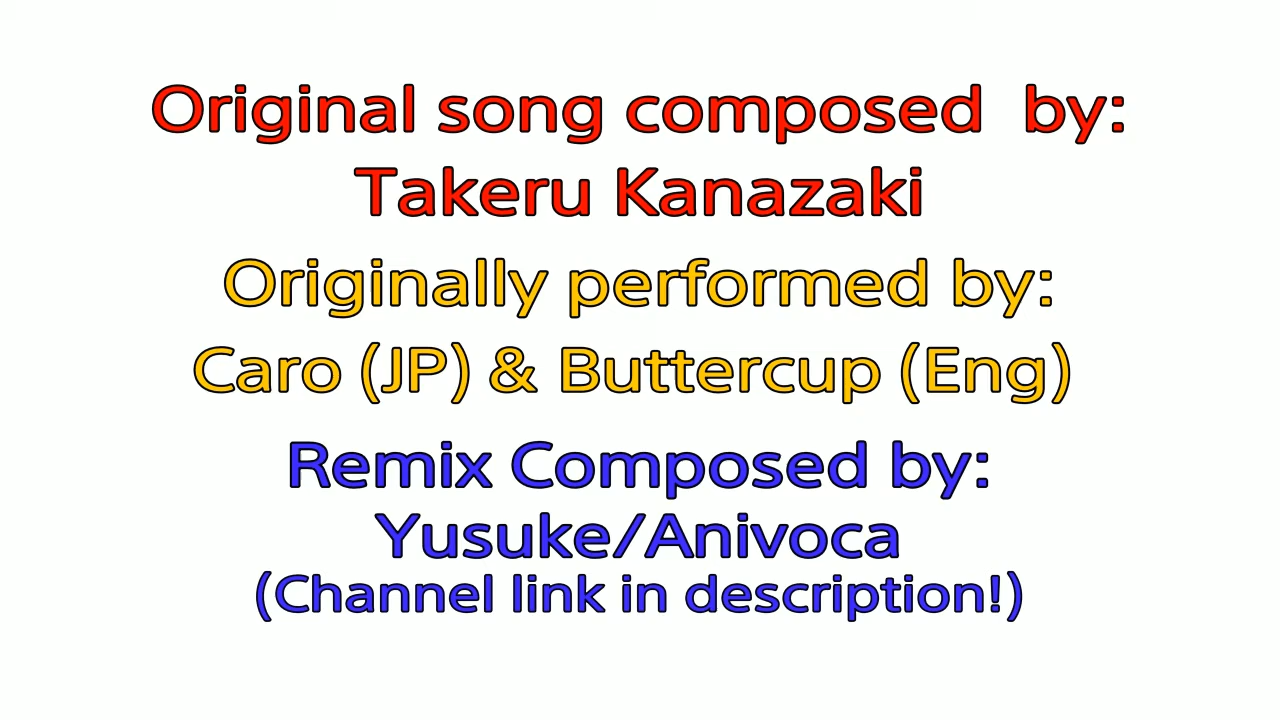 Original song composed  by:
Takeru Kanazaki
Originally performed by:
Caro (JP) & Buttercup (Eng)
Remix Composed by:
Yusuke/Anivoca
(Channel link in description!)